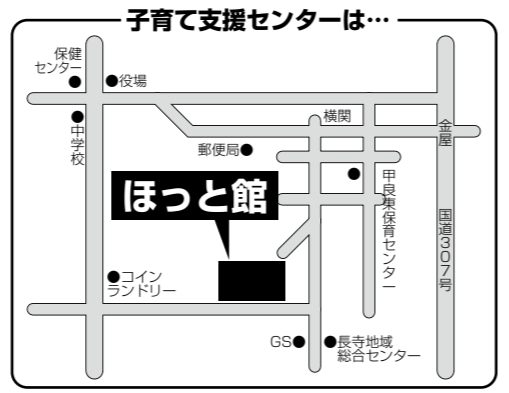 子育て支援センターは…
保健
センター
役場
中学校
横関
金屋
郵便局
ほっと館
甲良東保育センター
国道307号
コイン
ランドリー
GS
長寺地域
総合センター